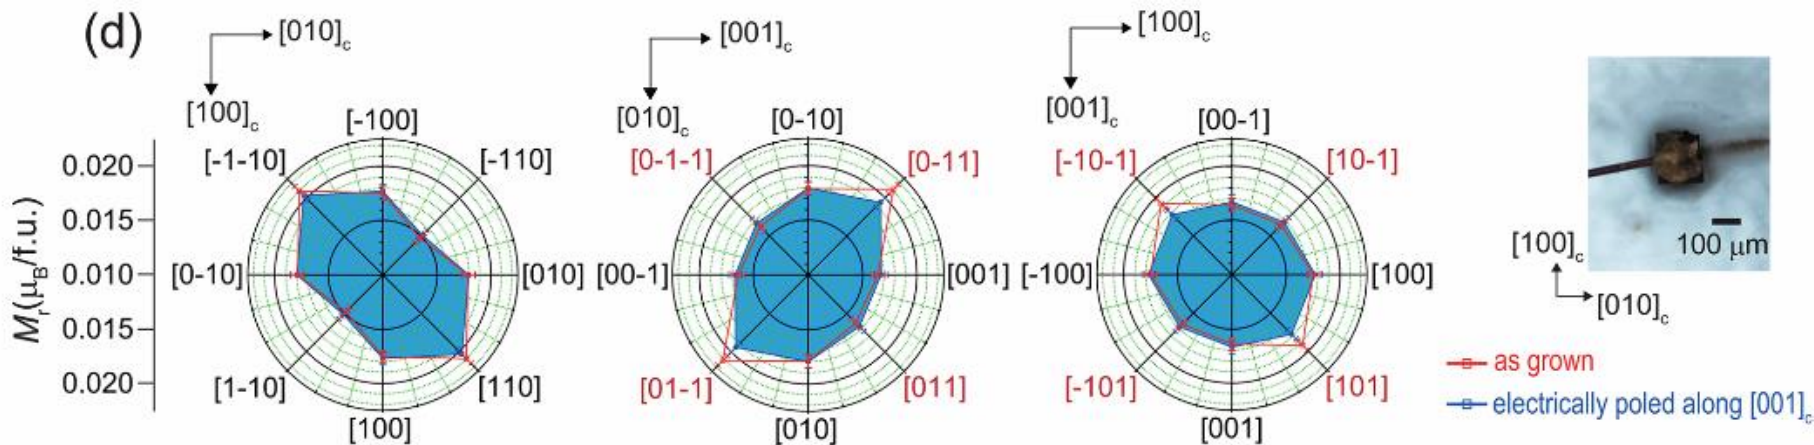 (d)
[010]c
[100]c
[-100]
[-1-10]
[-110]
[0-10]
[010]
[1-10]
[110]
[100]
Mr(μB/f.u.)
0.020
0.015
0.010
0.015
0.020
[001]c
[010]c
[0-10]
[0-1-1]
[0-11]
[00-1]
[001]
[01-1]
[011]
[010]
[100]c
[001]c
[00-1]
[-10-1]
[10-1]
[-100]
[100]
[-101]
[101]
[001]
100 μm
[100]c
[010]c
as grown
electrically poled along [001]c